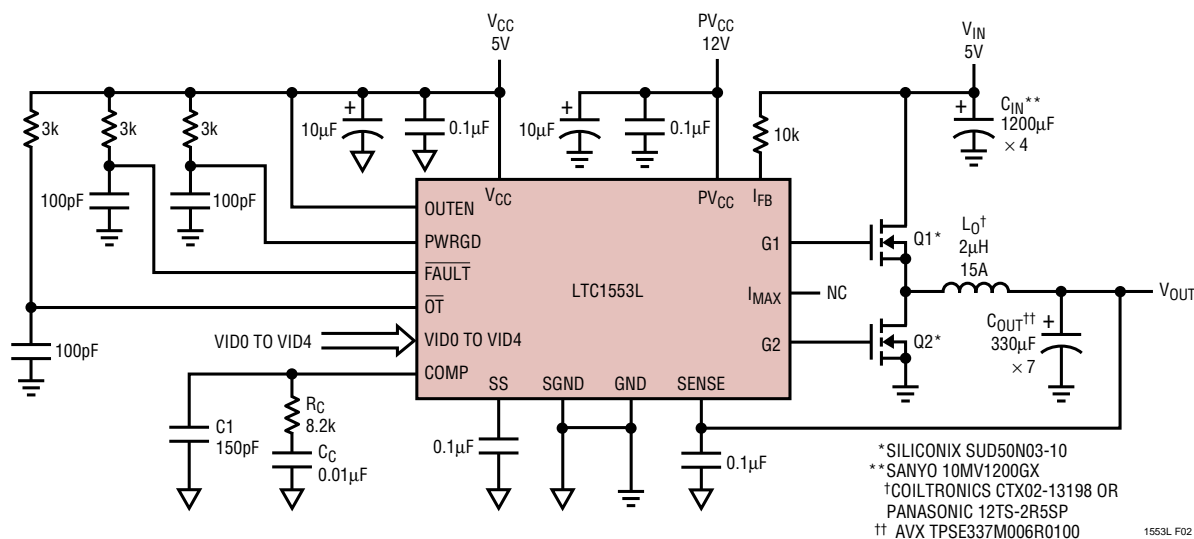 VCC
5V
PVCC
12V
VIN
5V
3k
3k
3k
+
10µF
0.1µF
+
10µF
0.1µF
10k
+
CIN**
1200µF
× 4
100pF
100pF
VCC
PVCC
IFB
OUTEN
PWRGD
FAULT
OT
VID0 TO VID4
COMP
LTC1553L
G1
IMAX
G2
NC
Q1*
Q2*
LO†
2µH
15A
VOUT
COUT††
+
330µF
× 7
100pF
VID0 TO VID4
SS
SGND
GND
SENSE
C1
150pF
RC
8.2k
CC
0.01µF
0.1µF
0.1µF
*SILICONIX SUD50N03-10
**SANYO 10MV1200GX
†COILTRONICS CTX02-13198 OR
PANASONIC 12TS-2R5SP
†† AVX TPSE337M006R0100
1553L F02